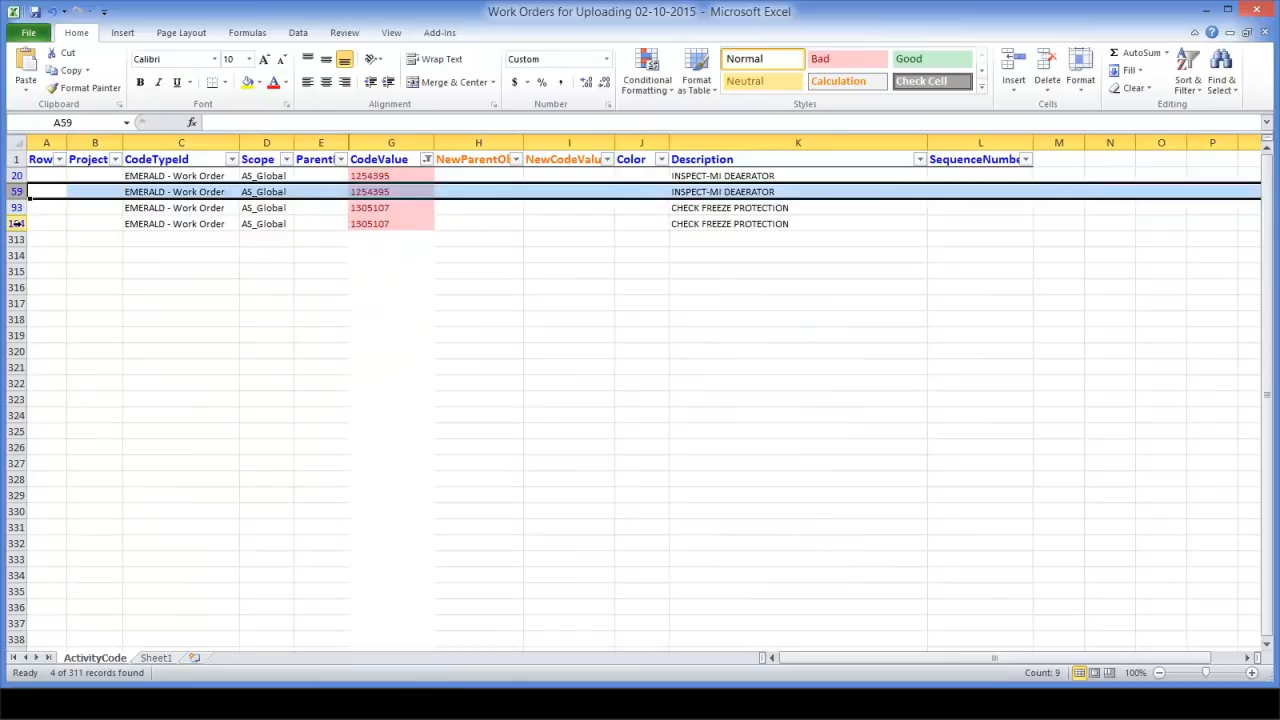 Work Orders for Uploading 02-10-2015 - Microsoft Excel
File Home Insert Page Layout Formulas Data Review View Add-Ins
Paste
Cut
Copy
Format Painter
Clipboard
Calibri 10
B I U
Font
Wrap Text
Merge & Center
Alignment
Custom
$ % ,
Number
Conditional Formatting
Format as Table
Normal Bad Good
Neutral Calculation Check Cell
Styles
Insert Delete Format
Cells
Σ AutoSum
Fill
Clear
Sort & Filter
Find & Select
Editing
A59 fx
A B C D E G H I J K L M N O P
1 Row Project CodeTypeId Scope ParentI CodeValue NewParentOb NewCodeValu Color Description SequenceNumbe
20 EMERALD - Work Order AS_Global 1254395 INSPECT-MI DEAERATOR
59 EMERALD - Work Order AS_Global 1254395 INSPECT-MI DEAERATOR
93 EMERALD - Work Order AS_Global 1305107 CHECK FREEZE PROTECTION
EMERALD - Work Order AS_Global 1305107 CHECK FREEZE PROTECTION
313
314
315
316
317
318
319
320
321
322
323
324
325
326
327
328
329
330
331
332
333
334
335
336
337
338
ActivityCode Sheet1
Ready 4 of 311 records found Count: 9 100%